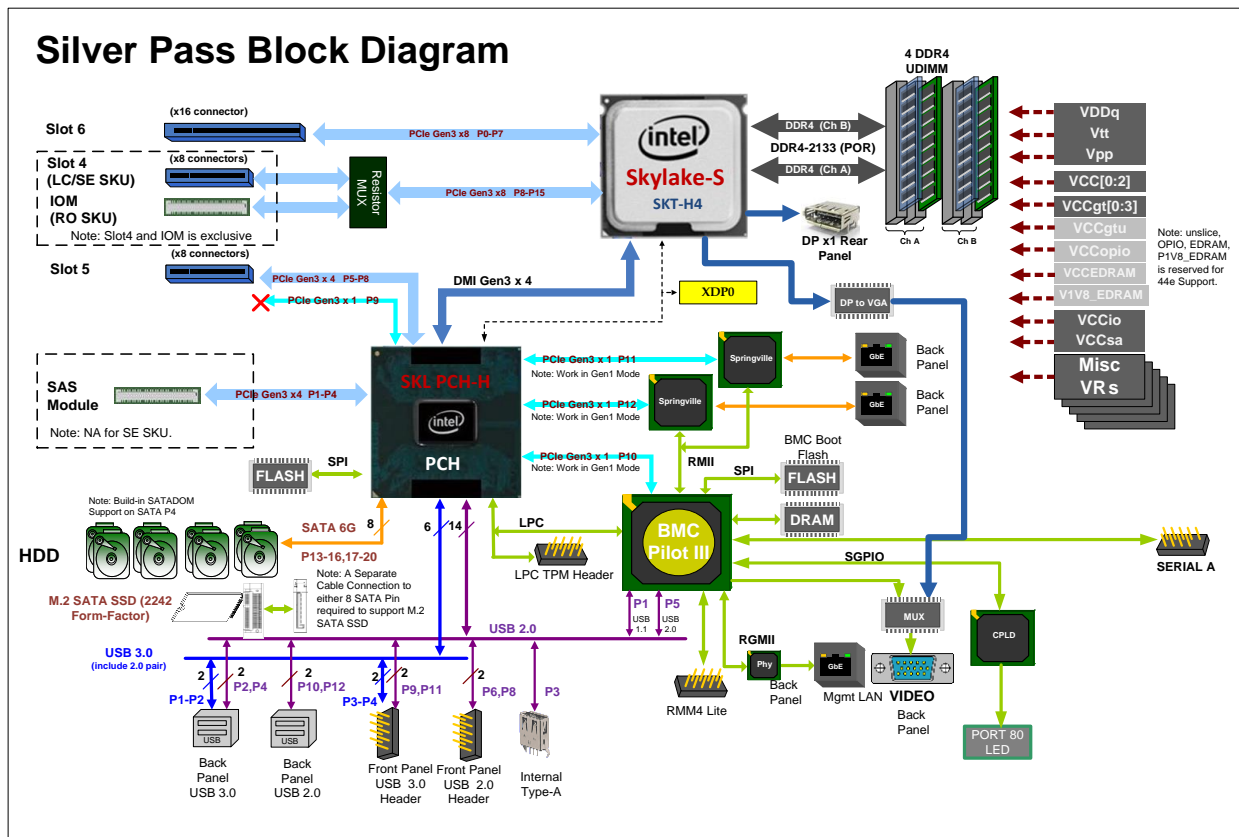 Silver Pass Block Diagram
(x16 connector)
Slot 6
PCIe Gen3 x8 P0-P7
Slot 4
(LC/SE SKU)
(x8 connectors)
IOM
(RO SKU)
Resistor
MUX
PCIe Gen3 x8 P8-P15
Note: Slot4 and IOM is exclusive
Slot 5
(x8 connectors)
PCIe Gen3 x 4 P5-P8
PCIe Gen3 x 1 P9
DMI Gen3 x 4
intel
Skylake-S
SKT-H4
DDR4 (Ch B)
DDR4-2133 (POR)
DDR4 (Ch A)
4 DDR4
UDIMM
Ch A
Ch B
DP x1 Rear
Panel
XDP0
DP to VGA
VDDq
Vtt
Vpp
VCC[0:2]
VCCgt[0:3]
VCCgtu
VCCopio
VCCEDRAM
V1V8_EDRAM
VCCio
VCCsa
Misc
VRs
Note: unslice,
OPIO, EDRAM,
P1V8_EDRAM
is reserved for
44e Support.
SAS
Module
PCIe Gen3 x4 P1-P4
Note: NA for SE SKU.
SKL PCH-H
intel
PCH
PCIe Gen3 x 1 P11
Note: Work in Gen1 Mode
PCIe Gen3 x 1 P12
Note: Work in Gen1 Mode
PCIe Gen3 x 1 P10
Note: Work in Gen1 Mode
Springville
Springville
GbE
Back
Panel
GbE
Back
Panel
RMII
BMC Boot
Flash
SPI
FLASH
DRAM
SPI
FLASH
Note: Build-in SATADOM
Support on SATA P4
HDD
SATA 6G
8
P13-16,17-20
6
14
LPC
LPC TPM Header
BMC
Pilot III
SGPIO
SERIAL A
M.2 SATA SSD (2242
Form-Factor)
Note: A Separate
Cable Connection to
either 8 SATA Pin
required to support M.2
SATA SSD
P1
USB
1.1
P5
USB
2.0
USB 2.0
USB 3.0
(include 2.0 pair)
MUX
CPLD
RGMII
Phy
Back
Panel
GbE
Mgmt LAN
VIDEO
Back
Panel
RMM4 Lite
PORT 80
LED
2
2
P1-P2
P2,P4
2
P10,P12
2
2
P3-P4
P9,P11
2
P6,P8
P3
USB
Back
Panel
USB 3.0
USB
Back
Panel
USB 2.0
Front Panel
USB 3.0
Header
Front Panel
USB 2.0
Header
Internal
Type-A